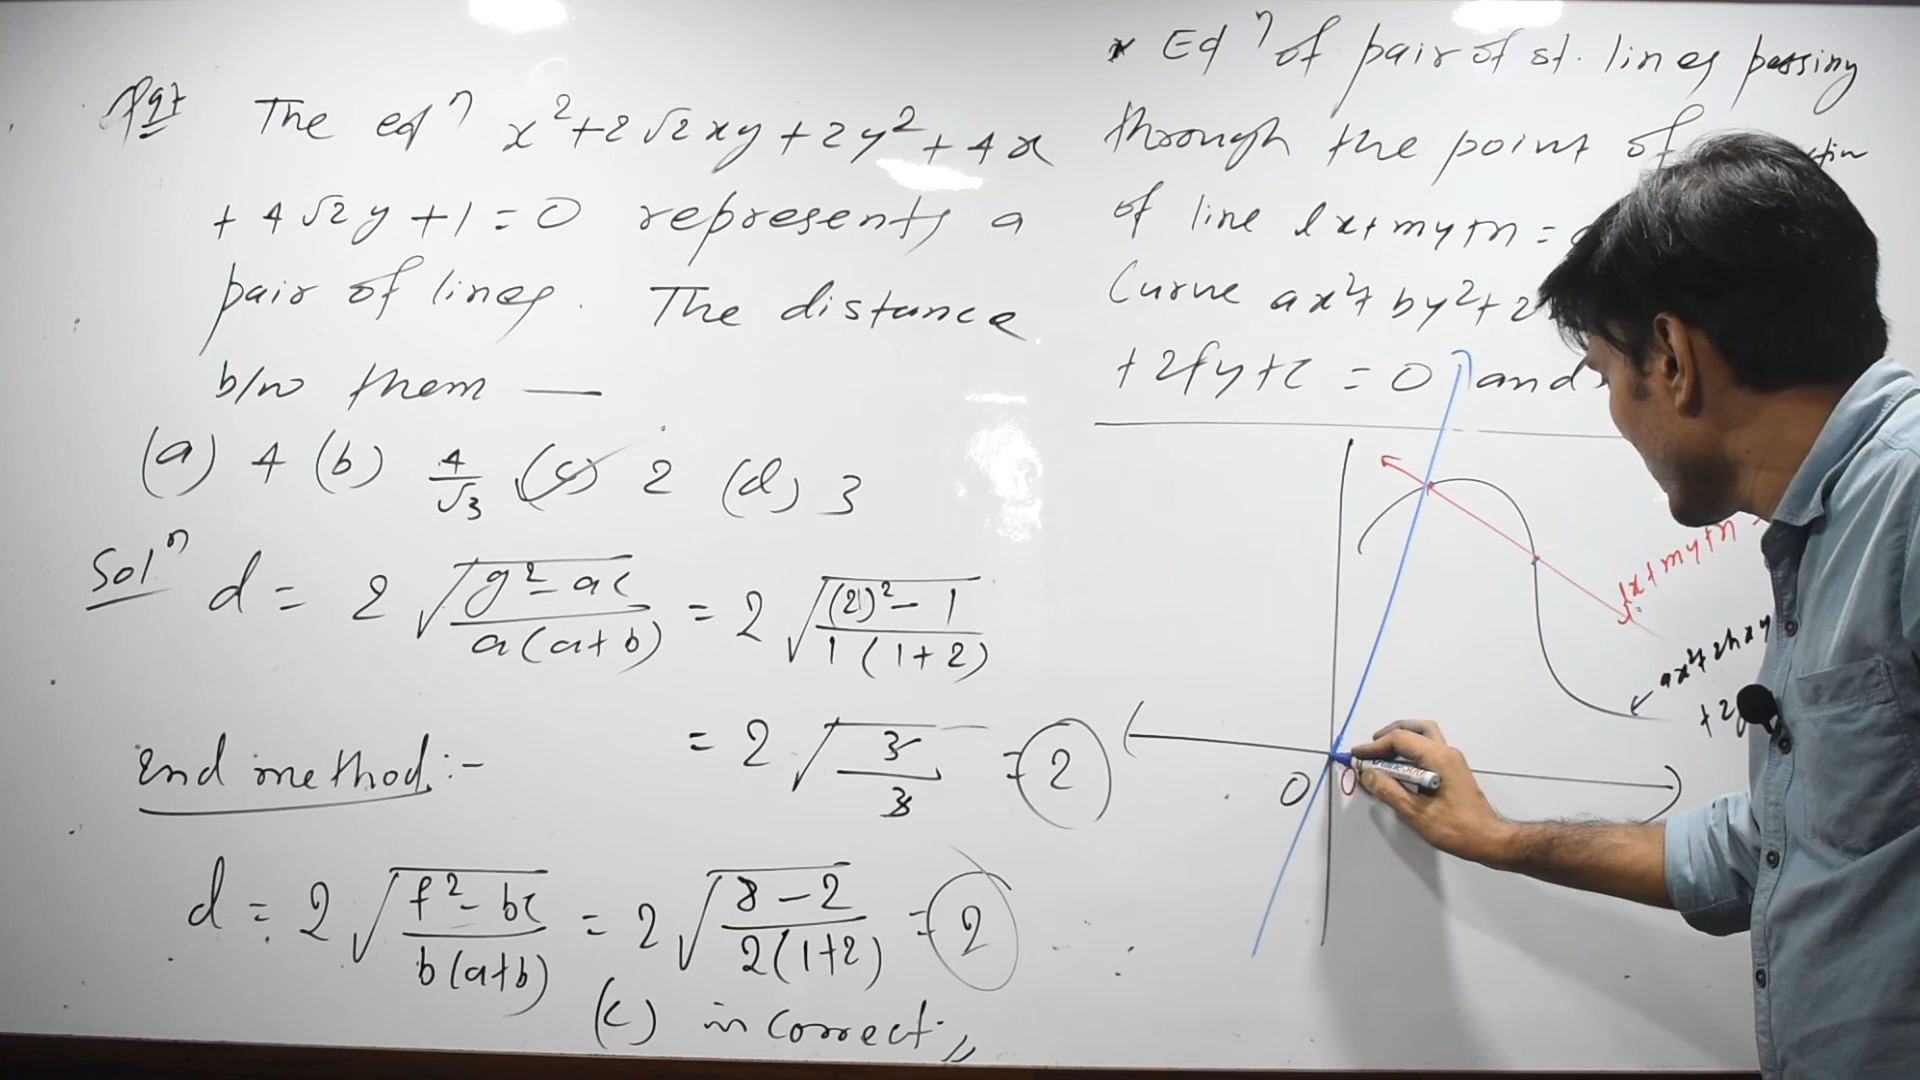 The eqⁿ x²+2√2xy+2y²+4x
+4√2y+1=0 represents a
pair of lines. The distance
b/w them —
(a) 4 (b) 4/√3 (c) 2 (d) 3
Solⁿ d = 2 √(g²-ac / a(a+b)) = 2 √((2)²-1 / 1(1+2))
= 2 √(3/3) = 2
IInd method:-
d = 2 √(f²-bc / b(a+b)) = 2 √(8-2 / 2(1+2)) = 2
(c) is correct
* Eqⁿ of pair of st. lines passing
through the point of
of line lx+my+n =
Curve ax²+by²+2
+2fy+c = 0 and
lx+my+n
ax²+2hxy
+2g
O